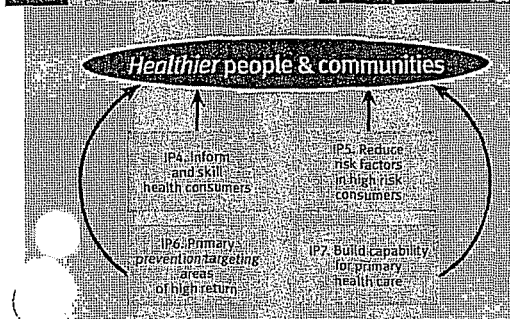 Healthier people & communities
IP4. Inform
and skill
health consumers
IP5. Reduce
risk factors
in high risk
consumers
IP6. Primary
prevention targeting
areas
of high return
IP7. Build capability
for primary
health care